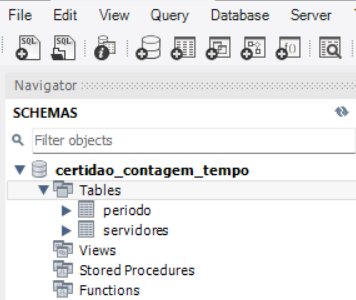 File Edit View Query Database Server
SQL SQL
Navigator
SCHEMAS
Filter objects
certidao_contagem_tempo
Tables
periodo
servidores
Views
Stored Procedures
Functions